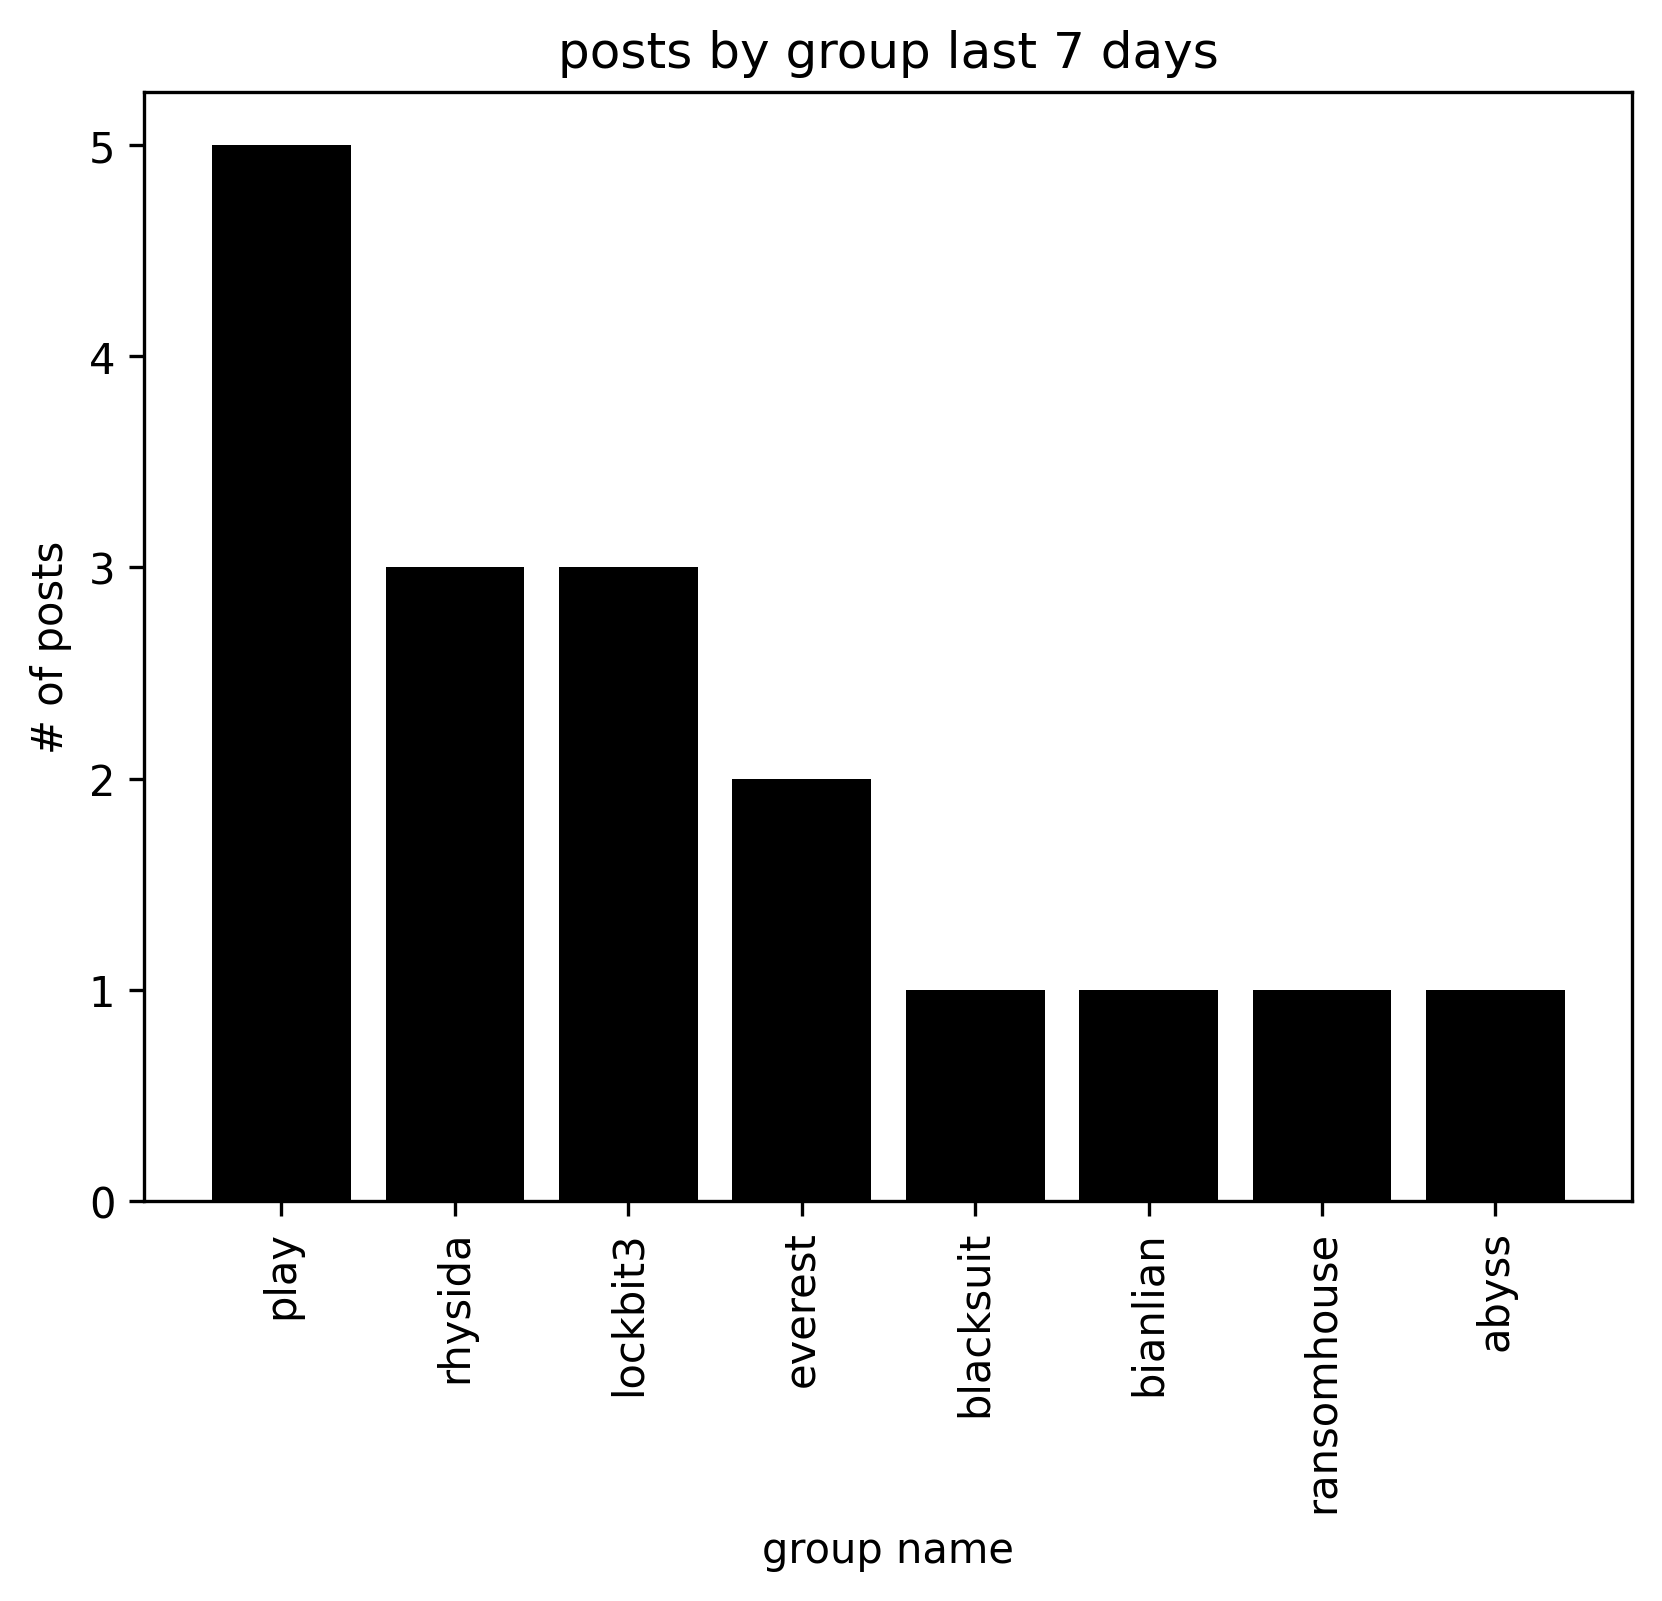 posts by group last 7 days
# of posts
5
4
3
2
1
0
play
rhysida
lockbit3
everest
blacksuit
bianlian
ransomhouse
abyss
group name